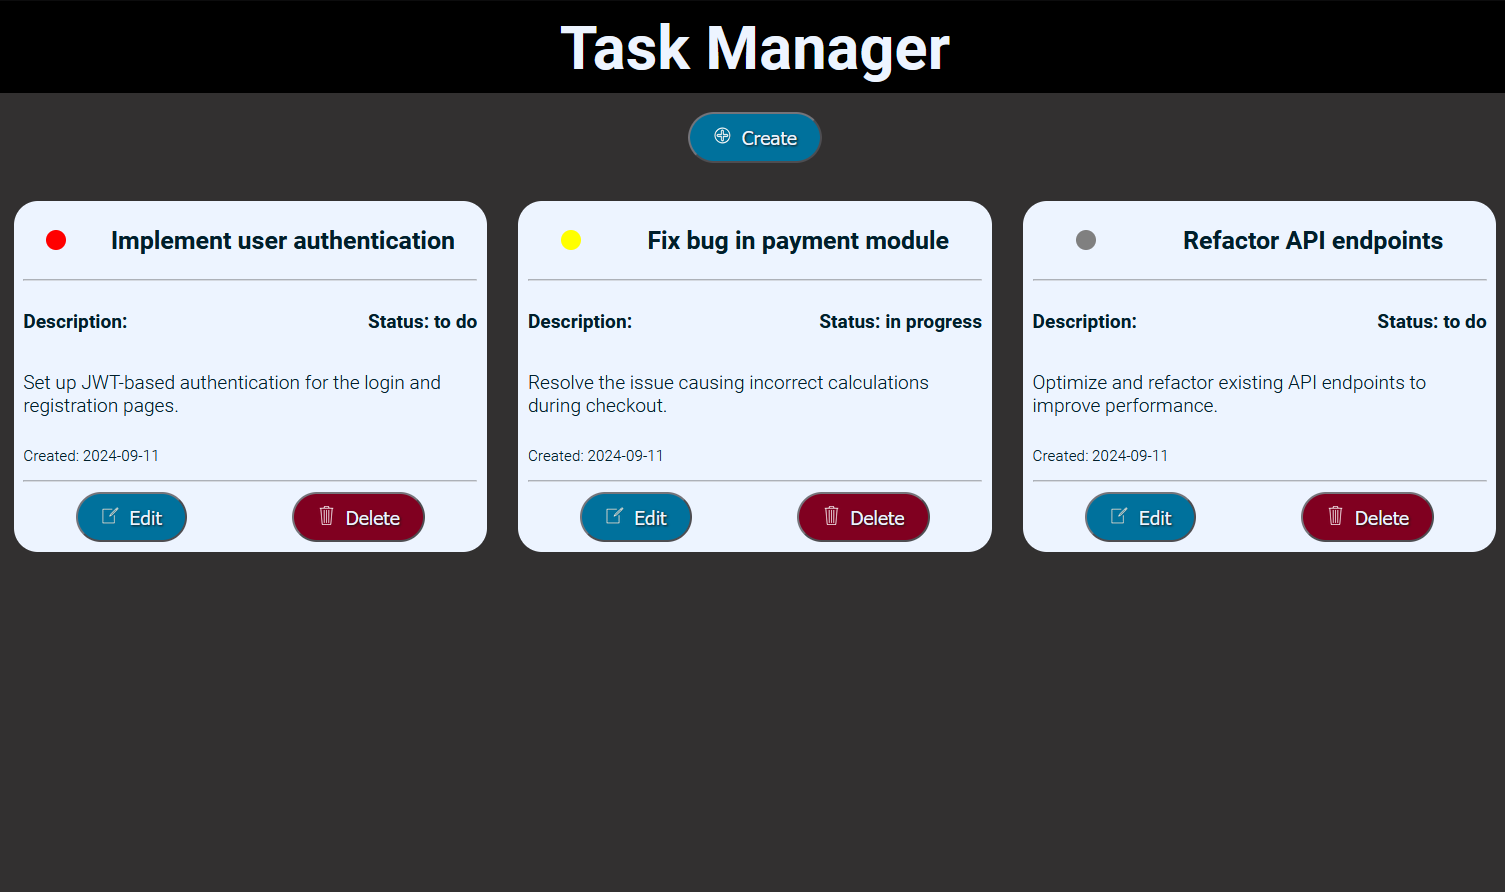 Task Manager
Create
Implement user authentication
Description:
Status: to do
Set up JWT-based authentication for the login and
registration pages.
Created: 2024-09-11
Edit
Delete
Fix bug in payment module
Description:
Status: in progress
Resolve the issue causing incorrect calculations
during checkout.
Created: 2024-09-11
Edit
Delete
Refactor API endpoints
Description:
Status: to do
Optimize and refactor existing API endpoints to
improve performance.
Created: 2024-09-11
Edit
Delete